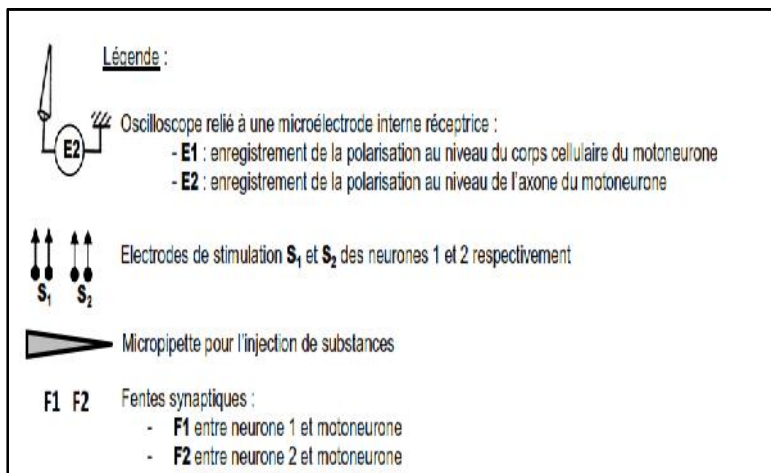 Légende :
Oscilloscope relié à une microélectrode interne réceptrice :
E2
- E1 : enregistrement de la polarisation au niveau du corps cellulaire du motoneurone
- E2 : enregistrement de la polarisation au niveau de l'axone du motoneurone
Electrodes de stimulation S₁ et S₂ des neurones 1 et 2 respectivement
S₁ S₂
Micropipette pour l'injection de substances
F1 F2 Fentes synaptiques :
- F1 entre neurone 1 et motoneurone
- F2 entre neurone 2 et motoneurone